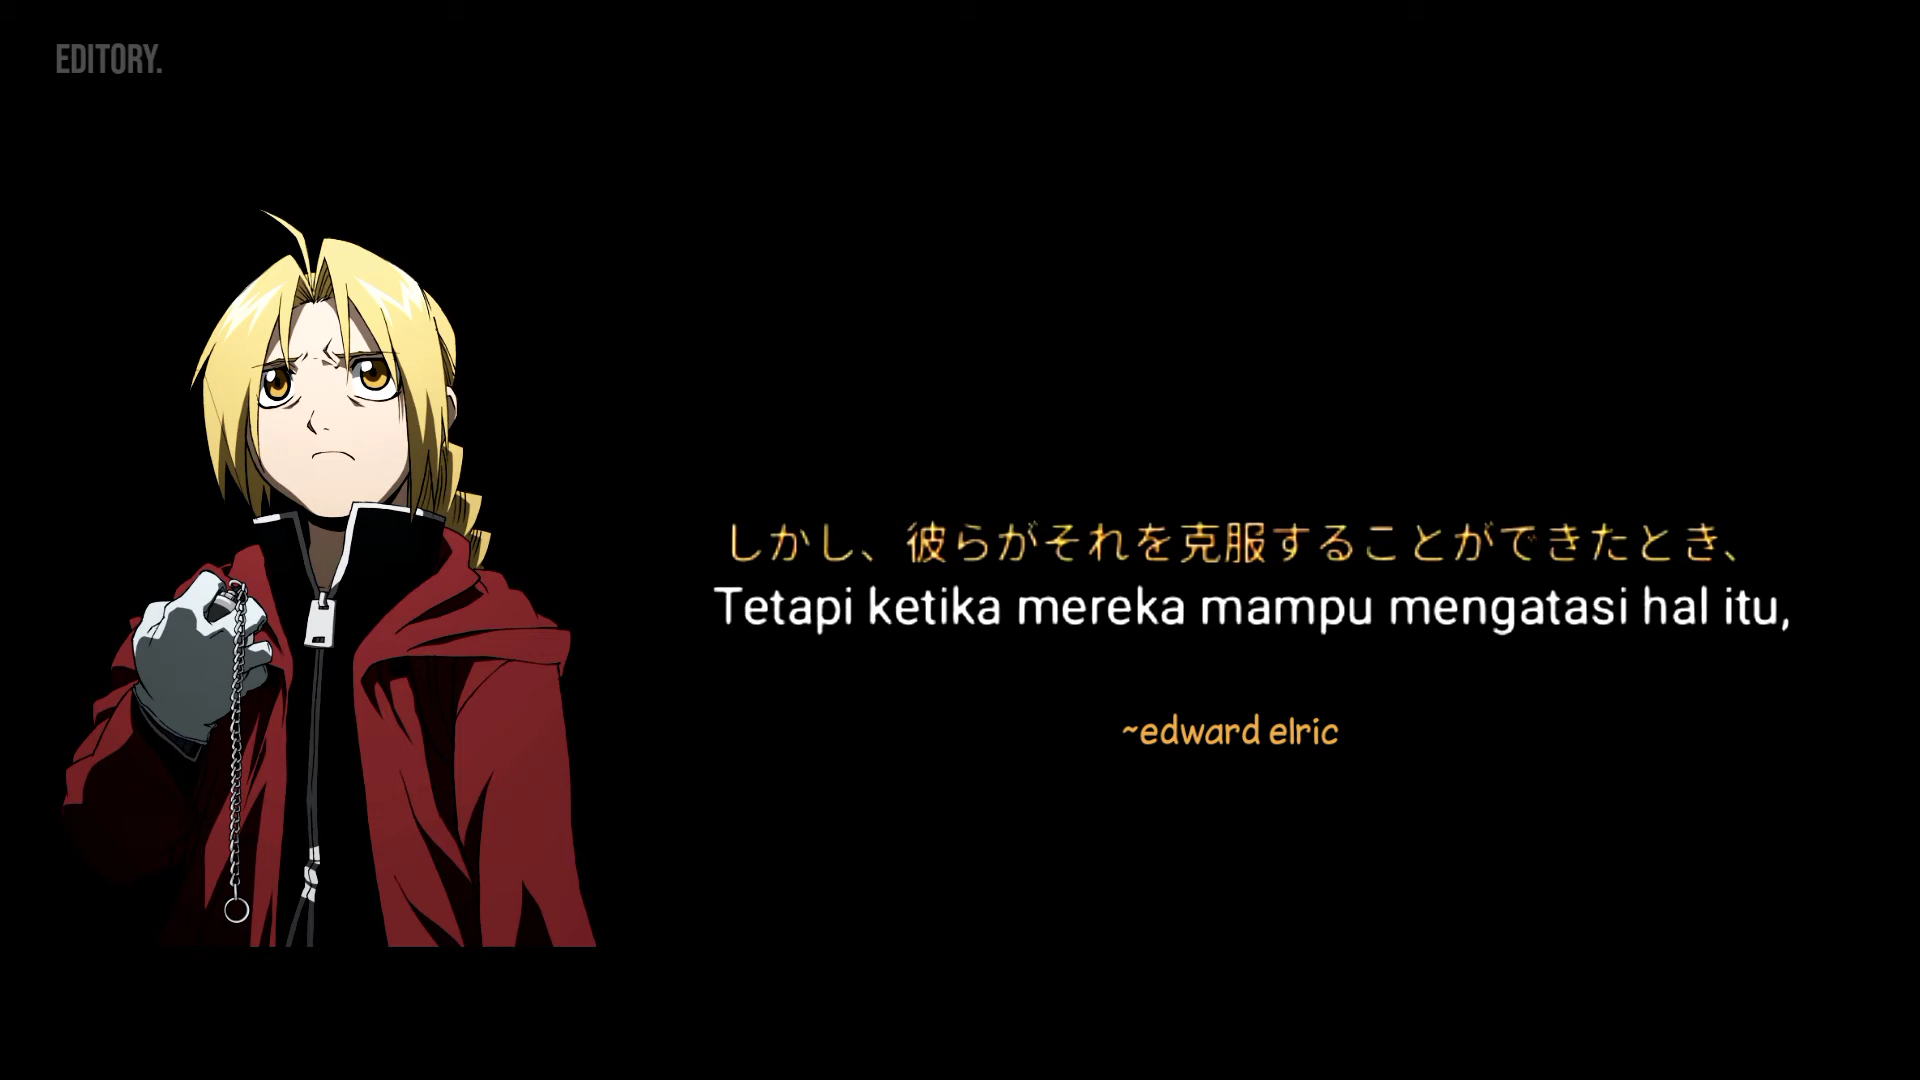 EDITORY.
しかし、彼らがそれを克服することができたとき、
Tetapi ketika mereka mampu mengatasi hal itu,
~edward elric